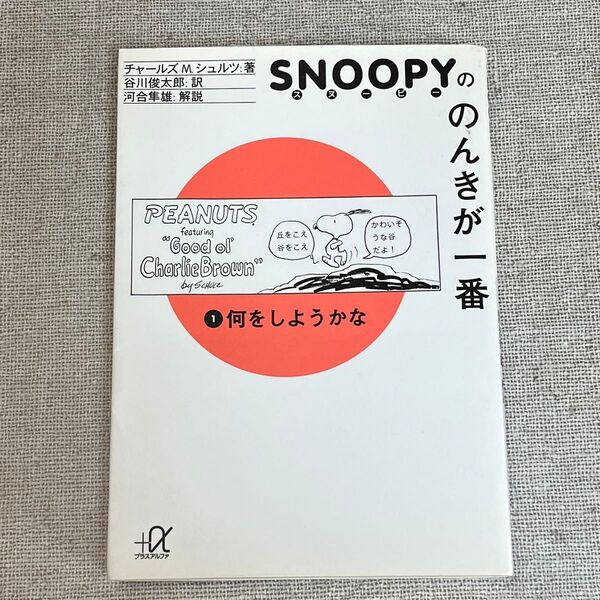 チャールズ M.シュルツ:著
谷川俊太郎:訳
河合隼雄:解説
SNOOPYの
スヌーピー
のんきが一番
PEANUTS
featuring
"Good ol'
Charlie Brown"
by SCHULZ
丘をこえ
谷をこえ
かわいそ
うな谷
だよ!
1 何をしようかな
+α
プラスアルファ